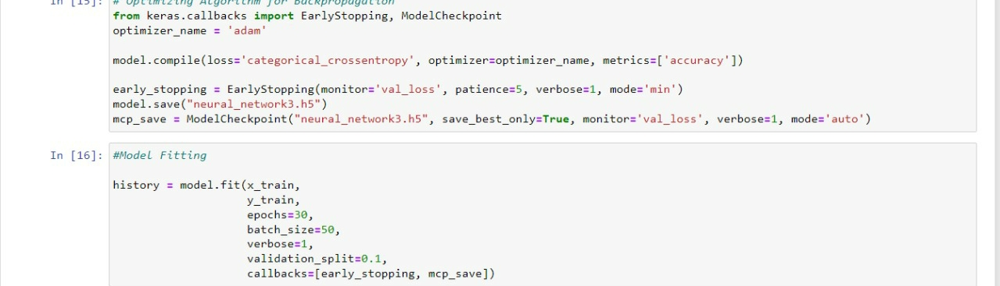 In [15]: # Optimizing Algorithm for Backpropagation
from keras.callbacks import EarlyStopping, ModelCheckpoint
optimizer_name = 'adam'
model.compile(loss='categorical_crossentropy', optimizer=optimizer_name, metrics=['accuracy'])
early_stopping = EarlyStopping(monitor='val_loss', patience=5, verbose=1, mode='min')
model.save("neural_network3.h5")
mcp_save = ModelCheckpoint("neural_network3.h5", save_best_only=True, monitor='val_loss', verbose=1, mode='auto')
In [16]: #Model Fitting
history = model.fit(x_train,
y_train,
epochs=30,
batch_size=50,
verbose=1,
validation_split=0.1,
callbacks=[early_stopping, mcp_save])